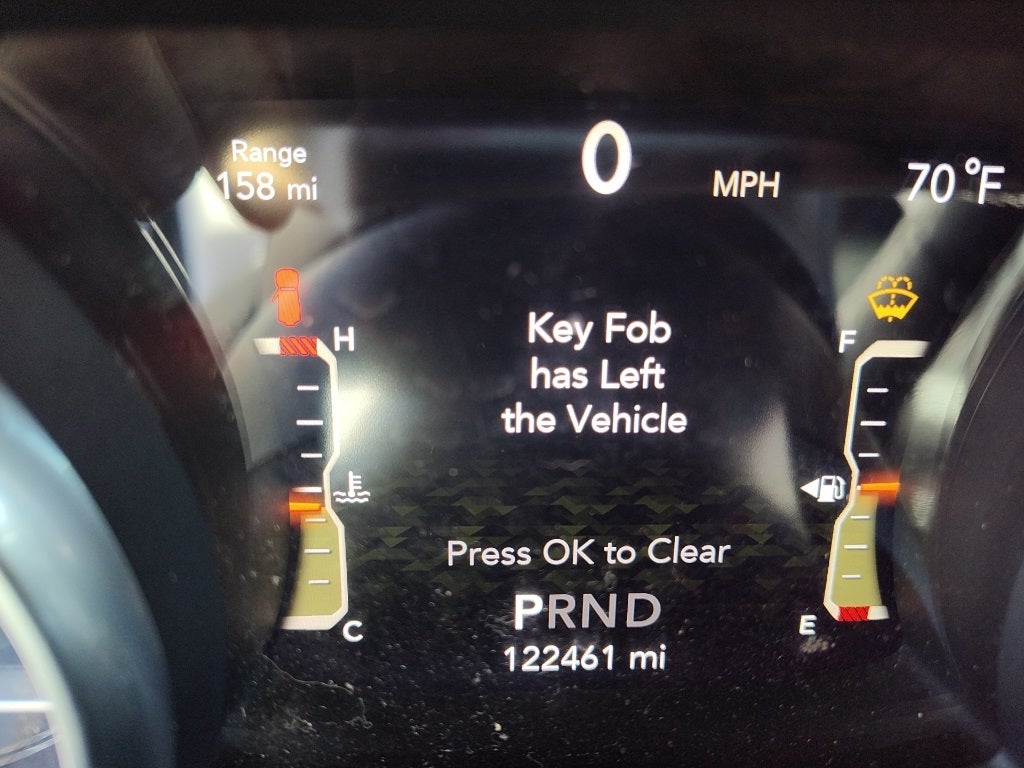 Range
158 mi
0
MPH
70°F
H
F
Key Fob
has Left
the Vehicle
Press OK to Clear
PRND
C
E
122461 mi